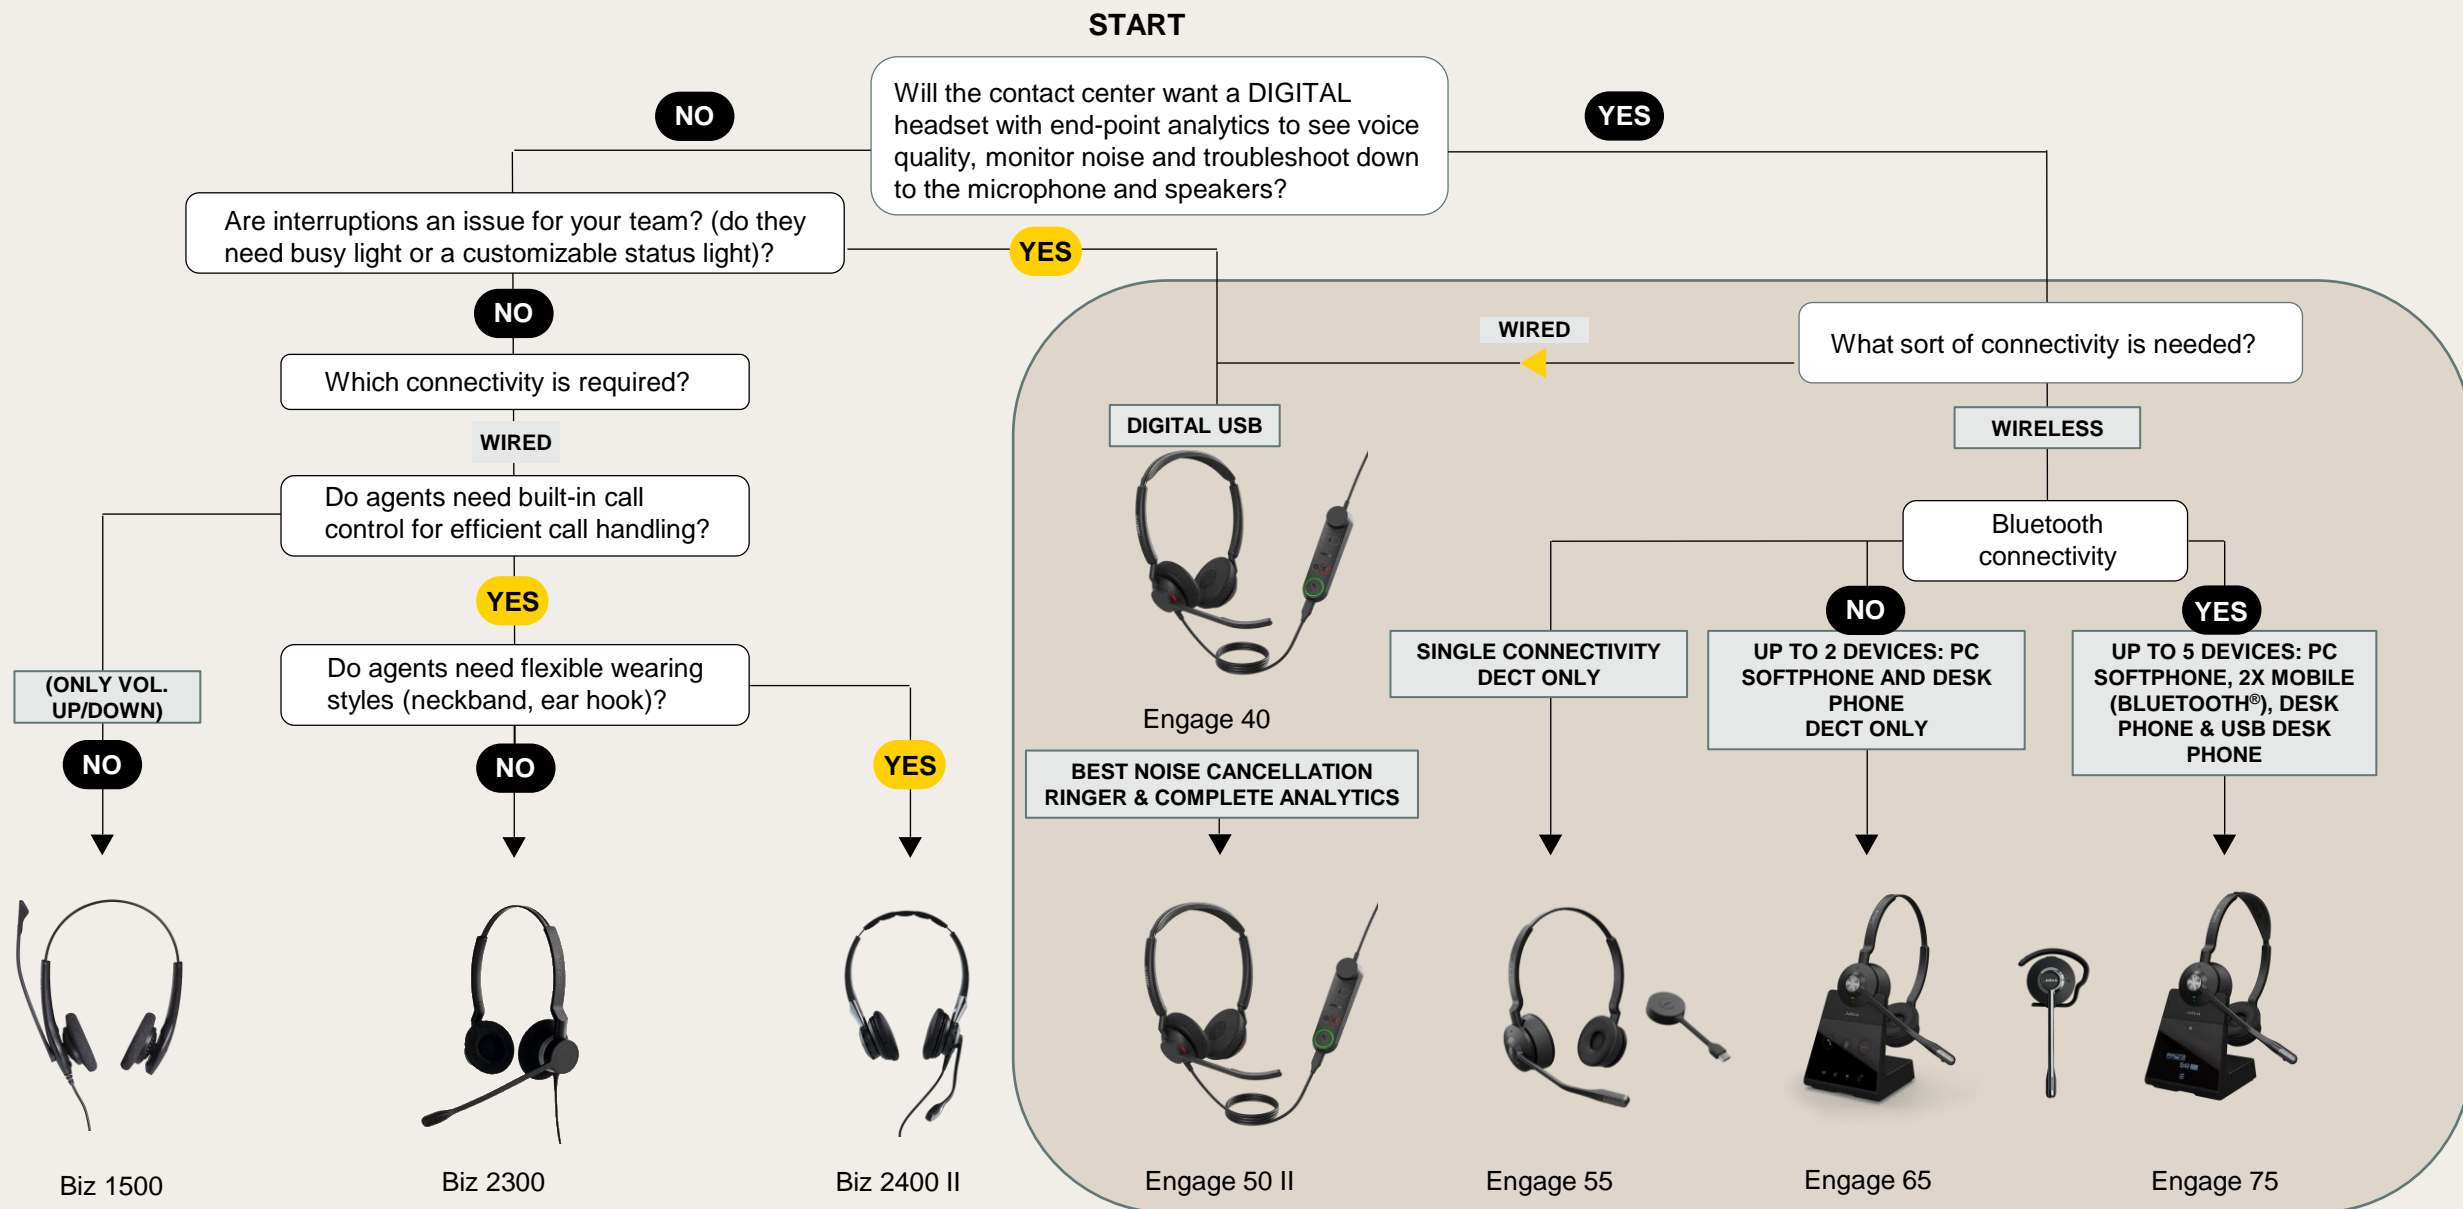 START
NO
Will the contact center want a DIGITAL
headset with end-point analytics to see voice
quality, monitor noise and troubleshoot down
to the microphone and speakers?
YES
Are interruptions an issue for your team? (do they
need busy light or a customizable status light)?
YES
NO
WIRED
What sort of connectivity is needed?
Which connectivity is required?
DIGITAL USB
WIRELESS
WIRED
Do agents need built-in call
control for efficient call handling?
Bluetooth
connectivity
YES
NO
YES
Do agents need flexible wearing
styles (neckband, ear hook)?
(ONLY VOL.
UP/DOWN)
SINGLE CONNECTIVITY
DECT ONLY
UP TO 2 DEVICES: PC
SOFTPHONE AND DESK
PHONE
DECT ONLY
UP TO 5 DEVICES: PC
SOFTPHONE, 2X MOBILE
(BLUETOOTH®), DESK
PHONE & USB DESK
PHONE
Engage 40
NO
NO
YES
BEST NOISE CANCELLATION
RINGER & COMPLETE ANALYTICS
Biz 1500
Biz 2300
Biz 2400 II
Engage 50 II
Engage 55
Engage 65
Engage 75